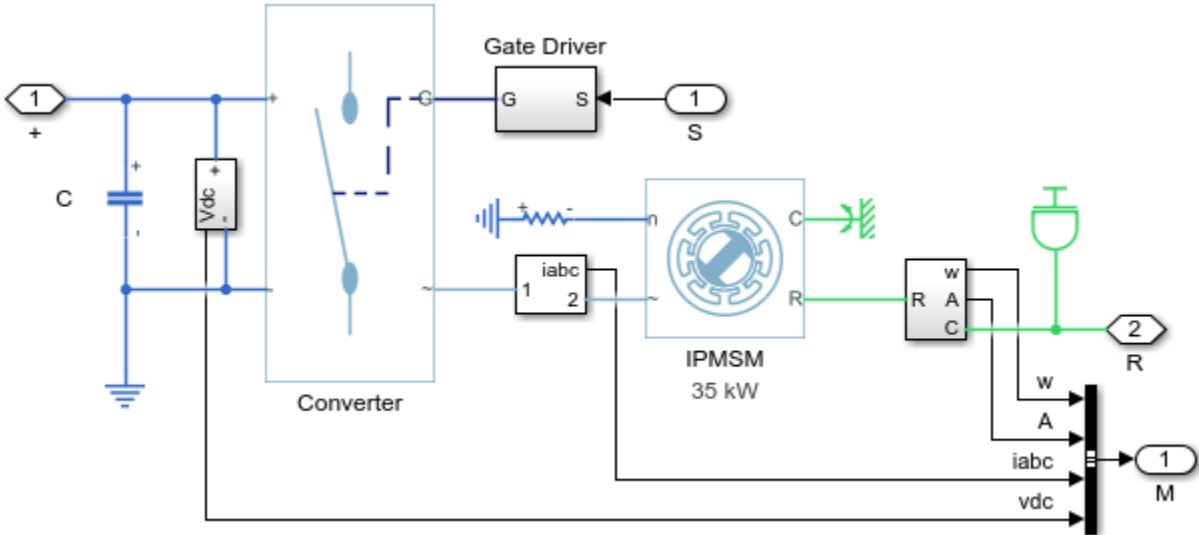 Gate Driver
1
+
+
G
G
S
1
S
+
C
-
Vdc
+
-
+
-
n
C
iabc
1
2
-
~
~
R
w
R
A
C
2
R
IPMSM
35 kW
Converter
w
A
iabc
vdc
1
M